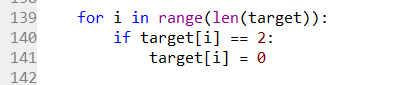 139 for i in range(len(target)):
140 if target[i] == 2:
141 target[i] = 0
142